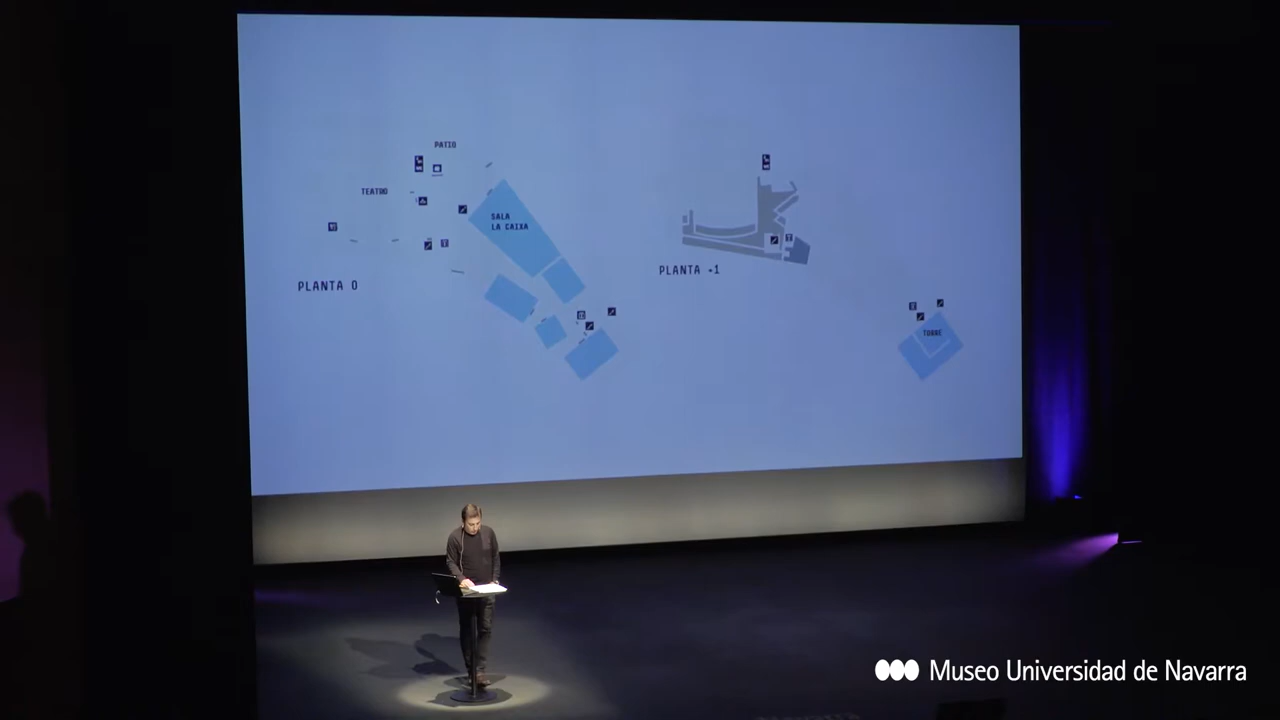 PATIO
TEATRO
SALA
LA CAIXA
PLANTA 0
PLANTA -1
TORRE
Museo Universidad de Navarra